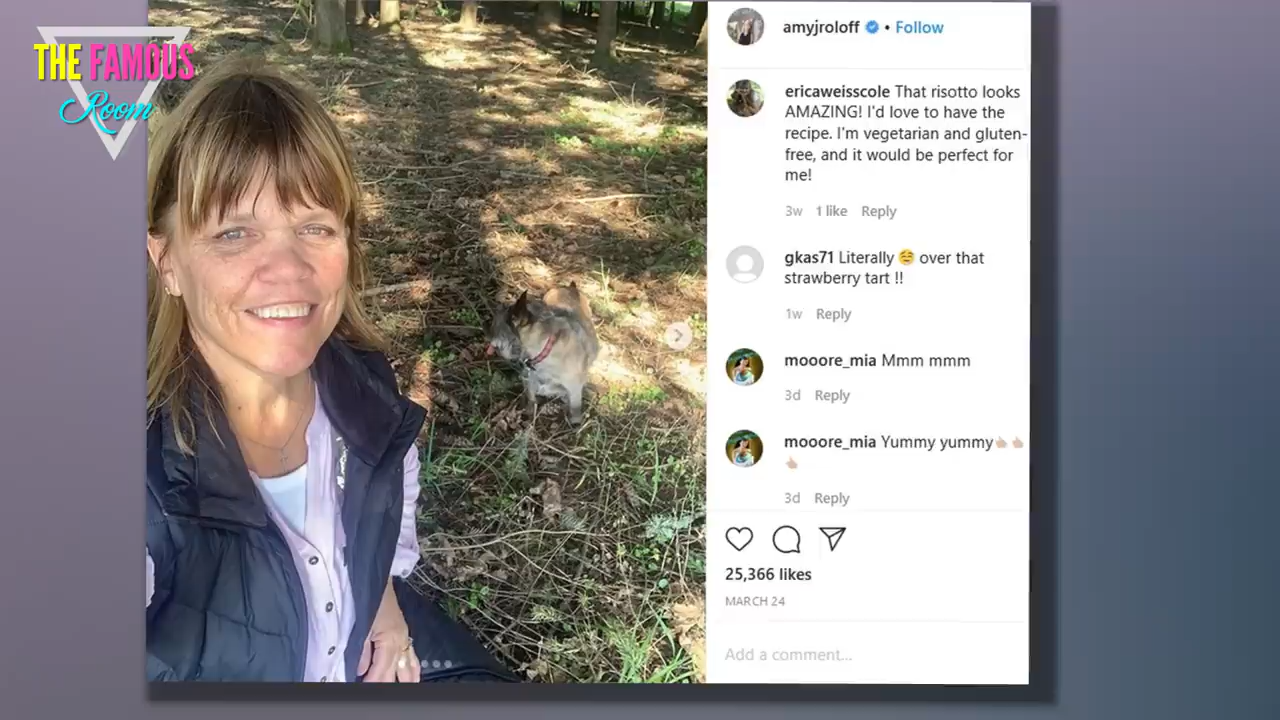 THE FAMOUS
Room
amyjroloff • Follow
ericaweisscole That risotto looks
AMAZING! I'd love to have the
recipe. I'm vegetarian and gluten-
free, and it would be perfect for
me!
3w 1 like Reply
gkas71 Literally 😌 over that
strawberry tart !!
1w Reply
mooore_mia Mmm mmm
3d Reply
mooore_mia Yummy yummy👆🏻👆🏻
👆🏻
3d Reply
25,366 likes
MARCH 24
Add a comment...